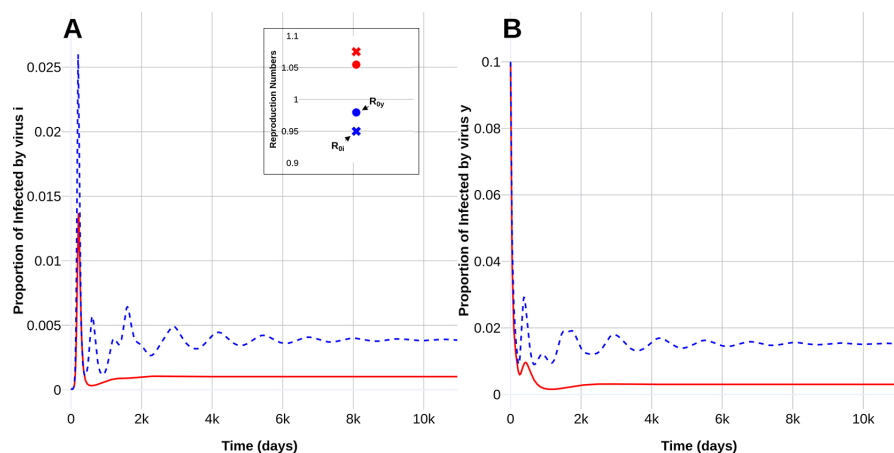 A
Proportion of Infected by virus i
0.025
0.02
0.015
0.01
0.005
0
0
2k
4k
6k
8k
10k
Time (days)
Reproduction Numbers
1.1
1.05
1
0.95
0.9
R0y
R0i
B
Proportion of Infected by virus y
0.1
0.08
0.06
0.04
0.02
0
0
2k
4k
6k
8k
10k
Time (days)